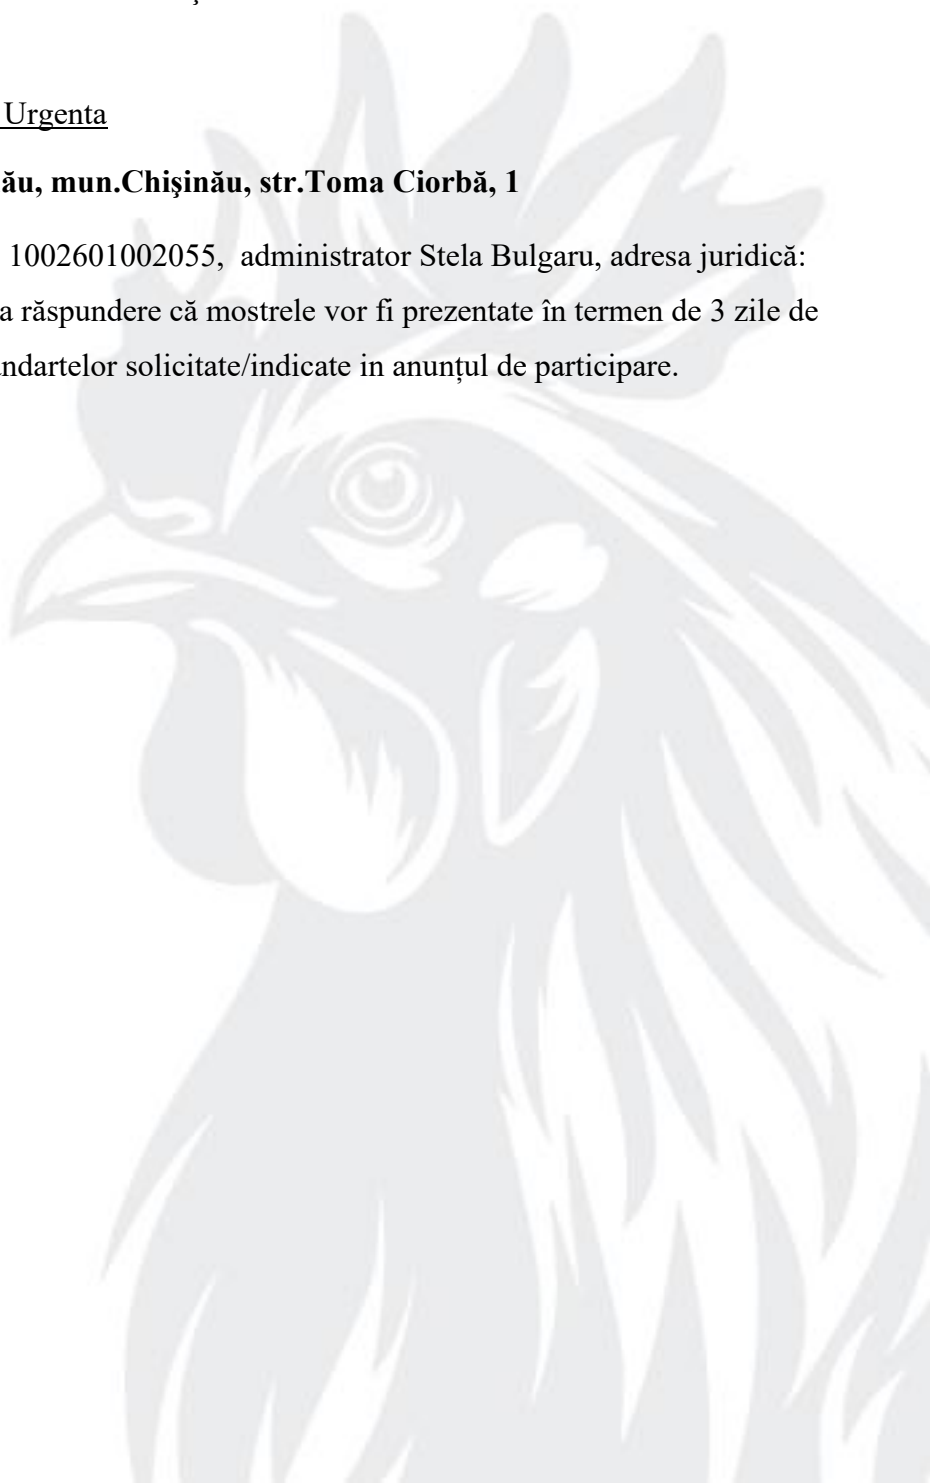 Urgenta
ău, mun.Chişinău, str.Toma Ciorbă, 1
1002601002055, administrator Stela Bulgaru, adresa juridică:
a răspundere că mostrele vor fi prezentate în termen de 3 zile de
ndartelor solicitate/indicate in anunțul de participare.